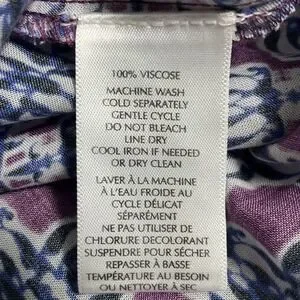 100% VISCOSE
MACHINE WASH
COLD SEPARATELY
GENTLE CYCLE
DO NOT BLEACH
LINE DRY
COOL IRON IF NEEDED
OR DRY CLEAN
LAVER À LA MACHINE
À L'EAU FROIDE AU
CYCLE DÉLICAT
SÉPARÉMENT
NE PAS UTILISER DE
CHLORURE DECOLORANT
SUSPENDRE POUR SÉCHER
REPASSER À BASSE
TEMPÉRATURE AU BESOIN
OU NETTOYER À SEC